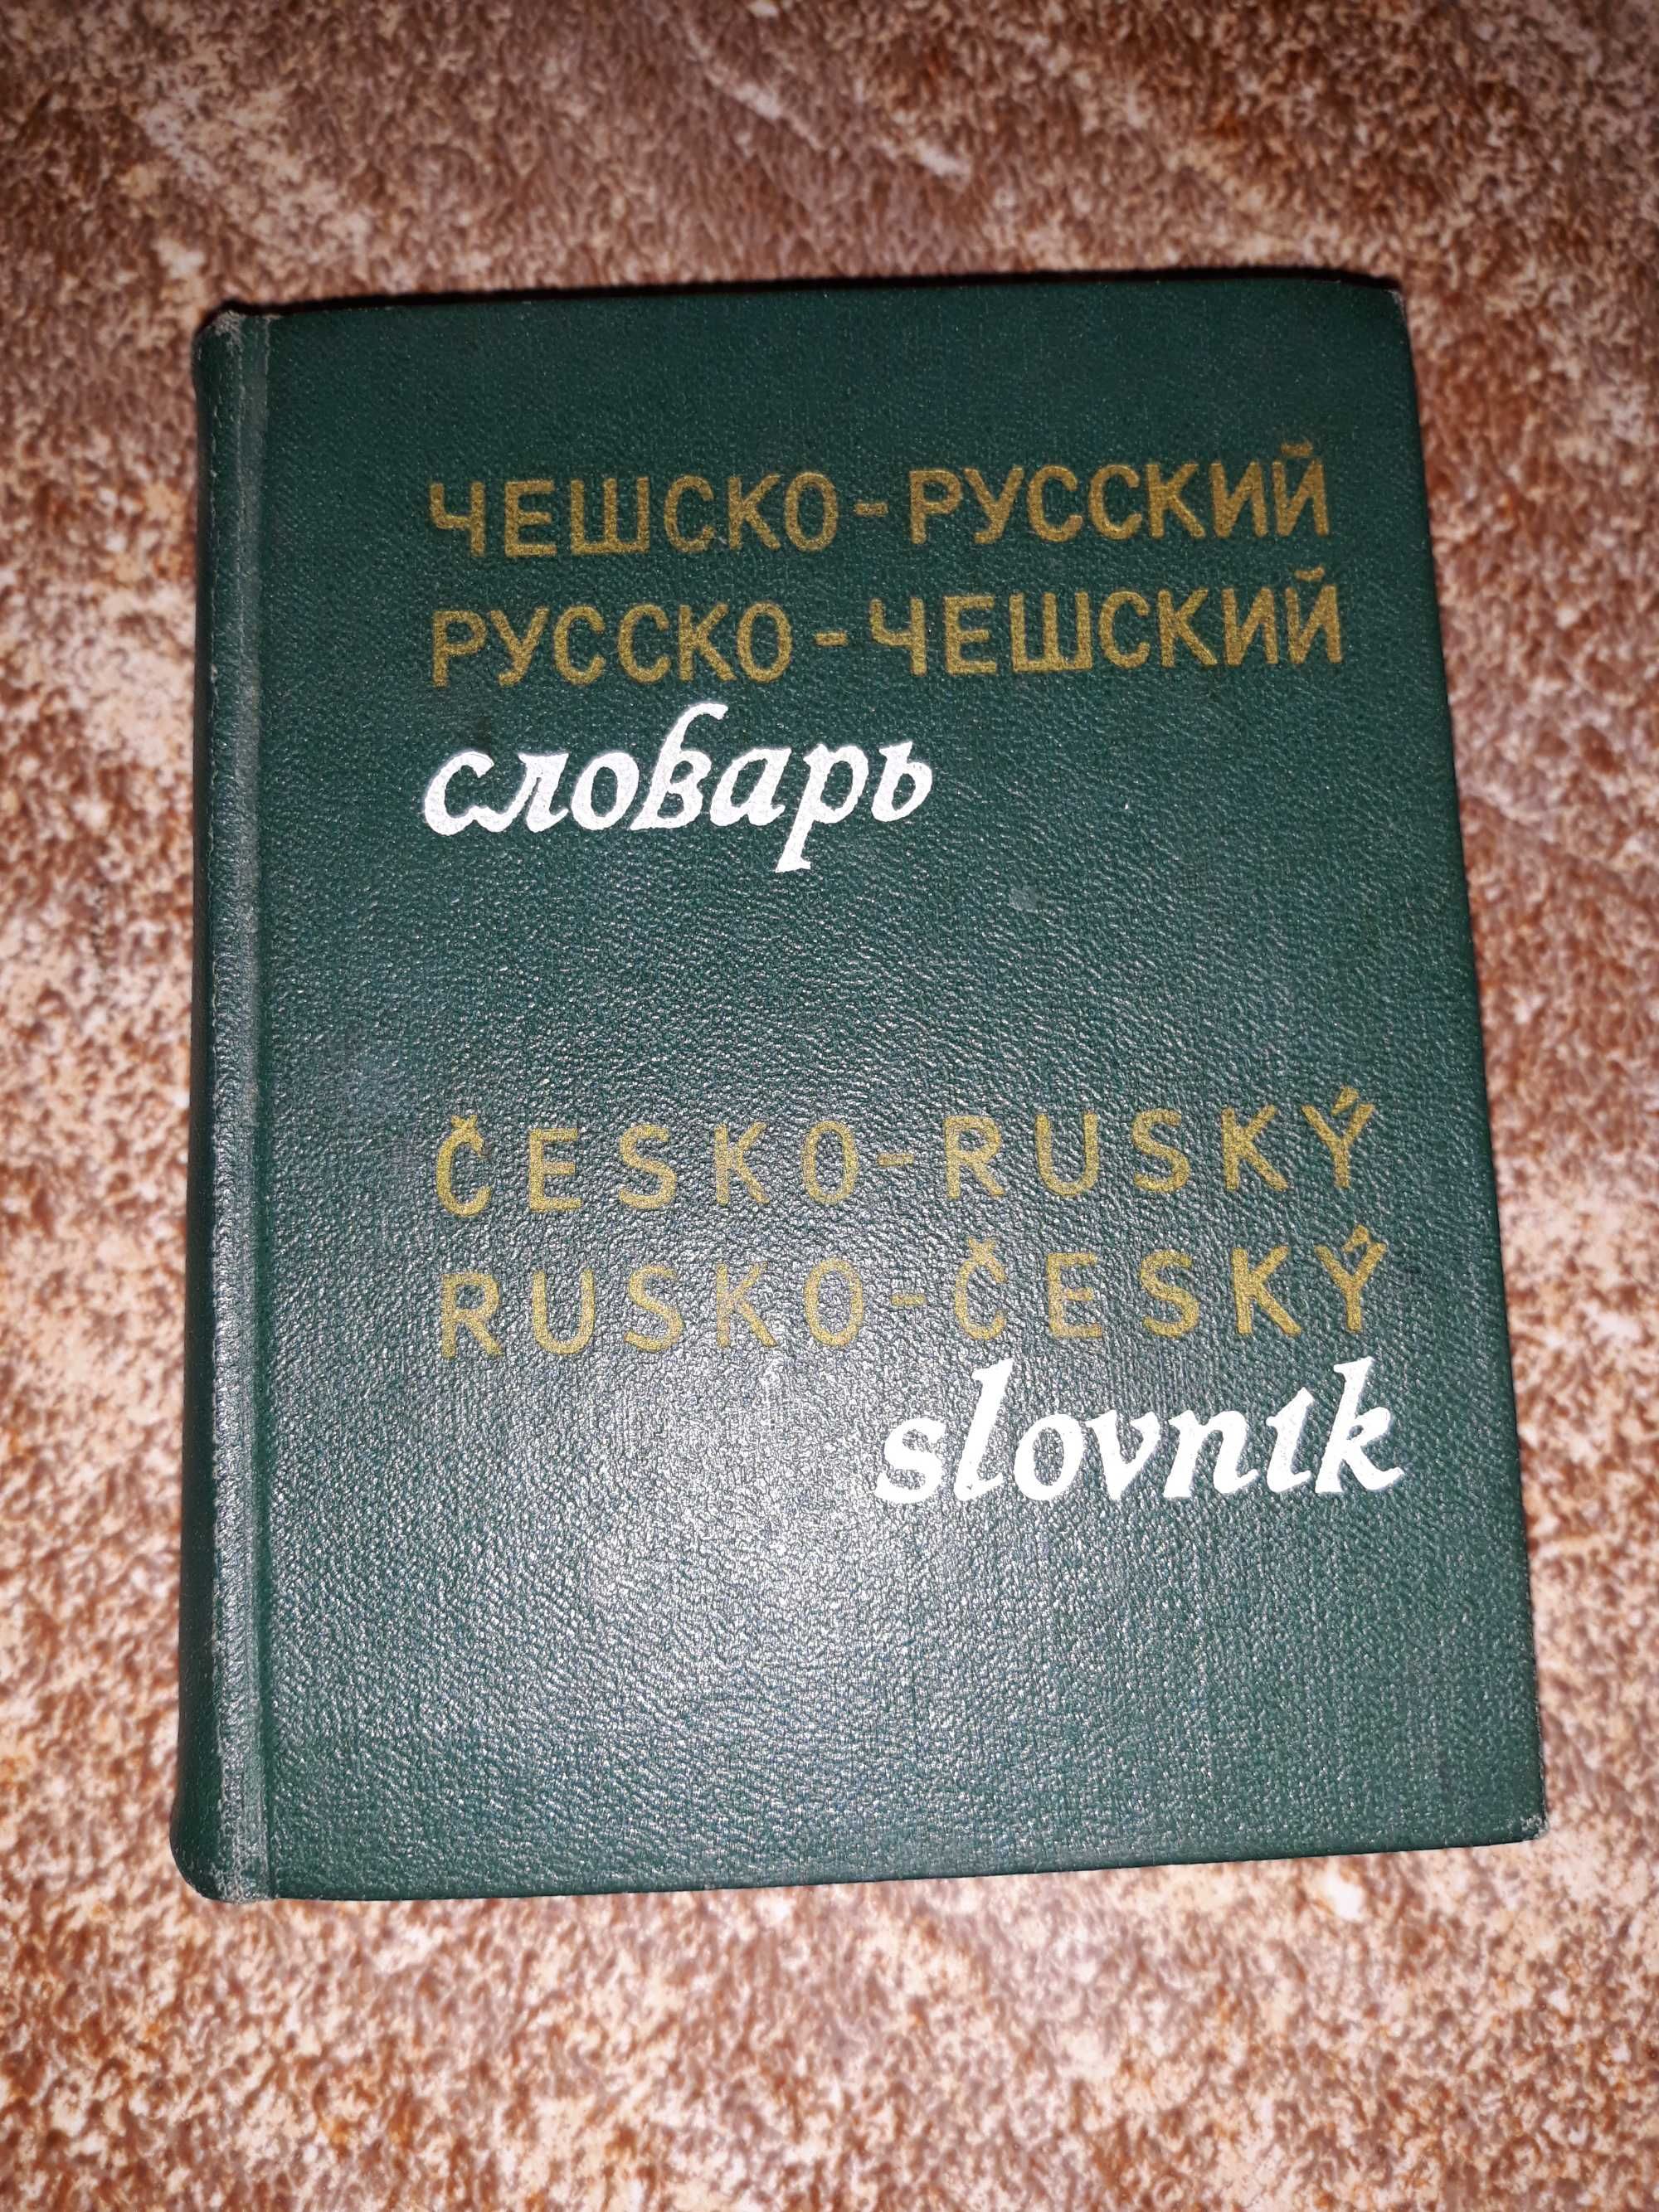 ЧЕШСКО-РУССКИЙ
РУССКО-ЧЕШСКИЙ
словарь
ČESKO-RUSKÝ
RUSKO-ČESKÝ
slovník